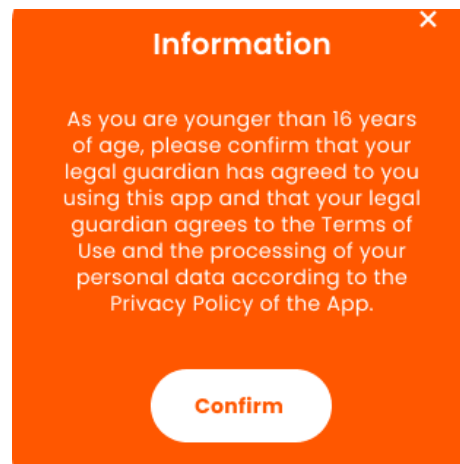 Information
As you are younger than 16 years
of age, please confirm that your
legal guardian has agreed to you
using this app and that your legal
guardian agrees to the Terms of
Use and the processing of your
personal data according to the
Privacy Policy of the App.
Confirm